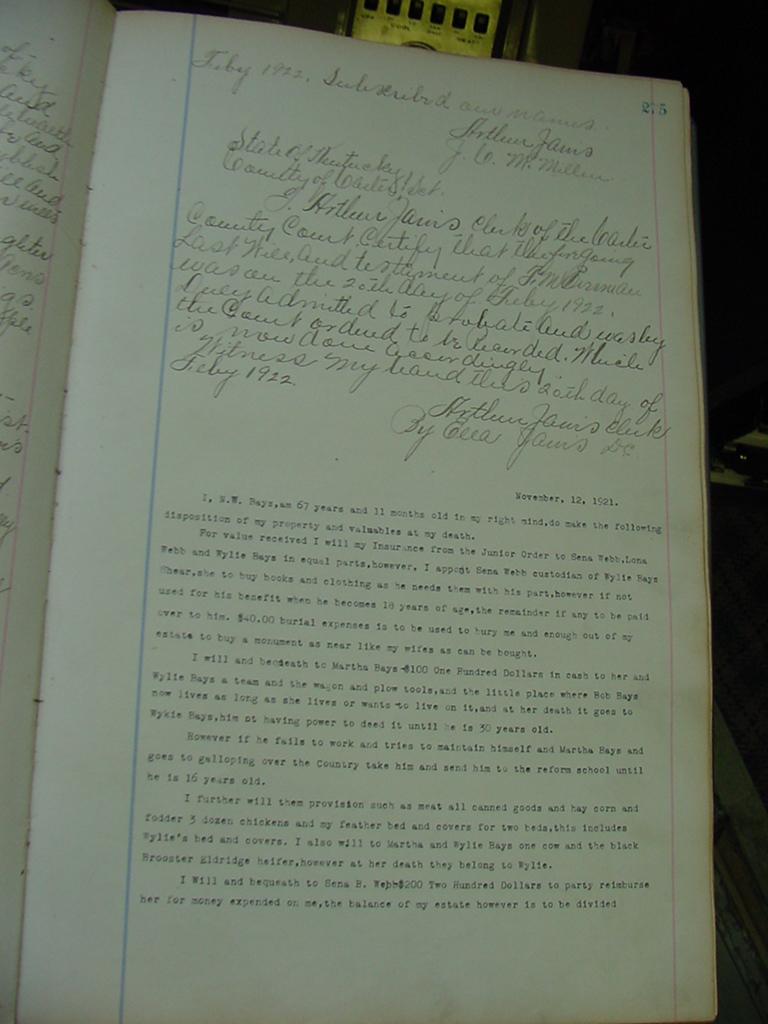 275
Feby 1922. Subscribed our names.
Arthur Jarvis
J. C. McMillen
State of Kentucky
County of Carter Sct.
I, Arthur Jarvis, clerk of the Carter
County Court, Certify that the foregoing
Last Will and testament of F. M.
was on the 20th day of Feby 1922.
Duly admitted to probate and was by
the Court ordered to be Recorded. Which
is now done accordingly.
Witness my hand this 20th day of
Feby 1922.
Arthur Jarvis clerk
By Ella Jarvis D.C.
November, 12, 1921.
I, N.W. Bays,am 67 years and 11 months old in my right mind,do make the following
disposition of my property and valuables at my death.
For value received I will my Insurance from the Junior Order to Sena Webb,Lona
Webb and Wylie Bays in equal parts,however, I appont Sena Webb custodian of Wylie Bays
Shear,she to buy books and clothing as he needs them with his part,however if not
used for his benefit when he becomes 18 years of age,the remainder if any to be paid
over to him. $40.00 burial expenses is to be used to bury me and enough out of my
estate to buy a monument as near like my wifes as can be bought.
I will and bequeath to Martha Bays-$100 One Hundred Dollars in cash to her and
Wylie Bays a team and the wagon and plow tools,and the little place where Bob Bays
now lives as long as she lives or wants to live on it,and at her death it goes to
Wykie Bays,him ot having power to deed it until he is 30 years old.
However if he fails to work and tries to maintain himself and Martha Bays and
goes to galloping over the Country take him and send him to the reform school until
he is 16 years old.
I further will them provision such as meat all canned goods and hay corn and
fodder 3 dozen chickens and my feather bed and covers for two beds,this includes
Wylie's bed and covers. I also will to Martha and Wylie Bays one cow and the black
Brooster Eldridge heifer,however at her death they belong to Wylie.
I Will and bequeath to Sena B. Webb-$200 Two Hundred Dollars to party reimburse
her for money expended on me,the balance of my estate however is to be divided